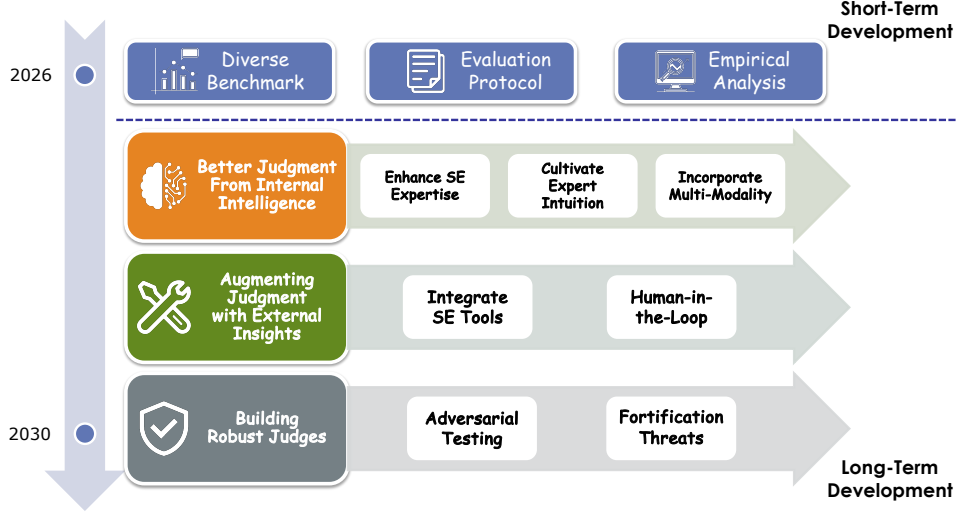 Short-Term
Development
2026
Diverse
Benchmark
Evaluation
Protocol
Empirical
Analysis
Better Judgment
From Internal
Intelligence
Enhance SE
Expertise
Cultivate
Expert
Intuition
Incorporate
Multi-Modality
Augmenting
Judgment
with External
Insights
Integrate
SE Tools
Human-in-
the-Loop
2030
Building
Robust Judges
Adversarial
Testing
Fortification
Threats
Long-Term
Development